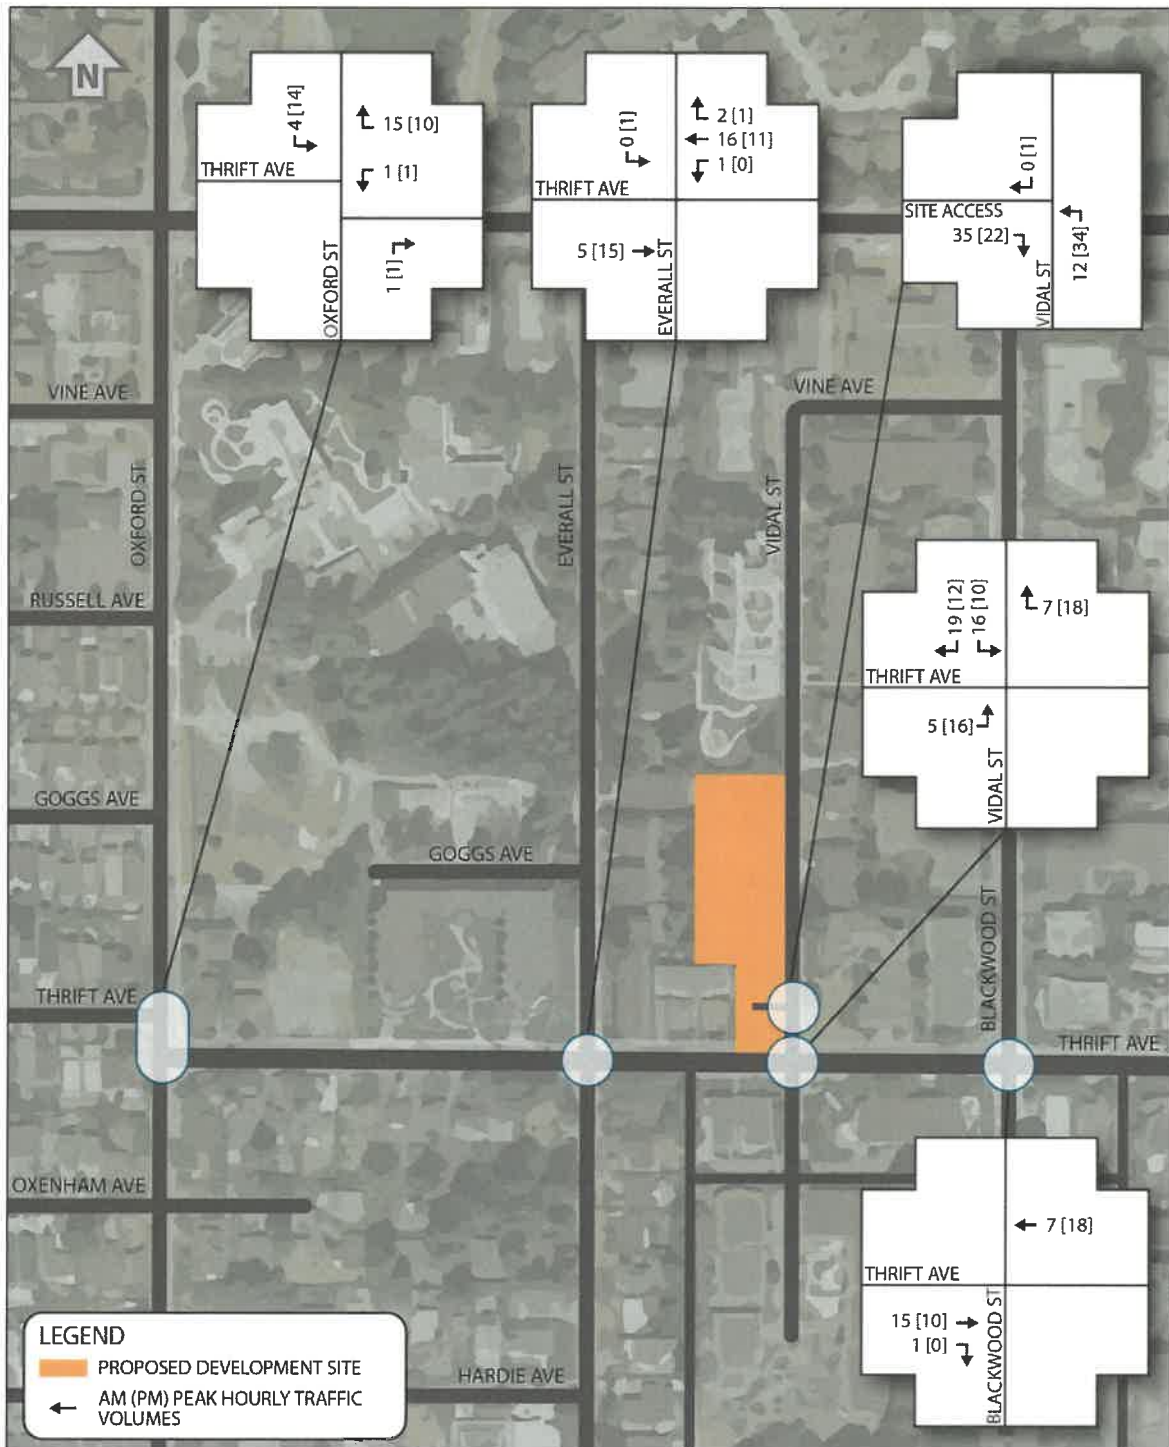 N
4 [14]
15 [10]
THRIFT AVE
1 [1]
1 [1]
OXFORD ST
0 [1]
2 [1]
16 [11]
1 [0]
THRIFT AVE
5 [15]
EVERALL ST
0 [1]
SITE ACCESS
35 [22]
12 [34]
VIDAL ST
VINE AVE
VINE AVE
OXFORD ST
EVERALL ST
VIDAL ST
RUSSELL AVE
19 [12]
16 [10]
7 [18]
THRIFT AVE
5 [16]
VIDAL ST
GOGGS AVE
GOGGS AVE
BLACKWOOD ST
THRIFT AVE
THRIFT AVE
OXENHAM AVE
7 [18]
THRIFT AVE
15 [10]
1 [0]
BLACKWOOD ST
HARDIE AVE
LEGEND
PROPOSED DEVELOPMENT SITE
AM (PM) PEAK HOURLY TRAFFIC
VOLUMES